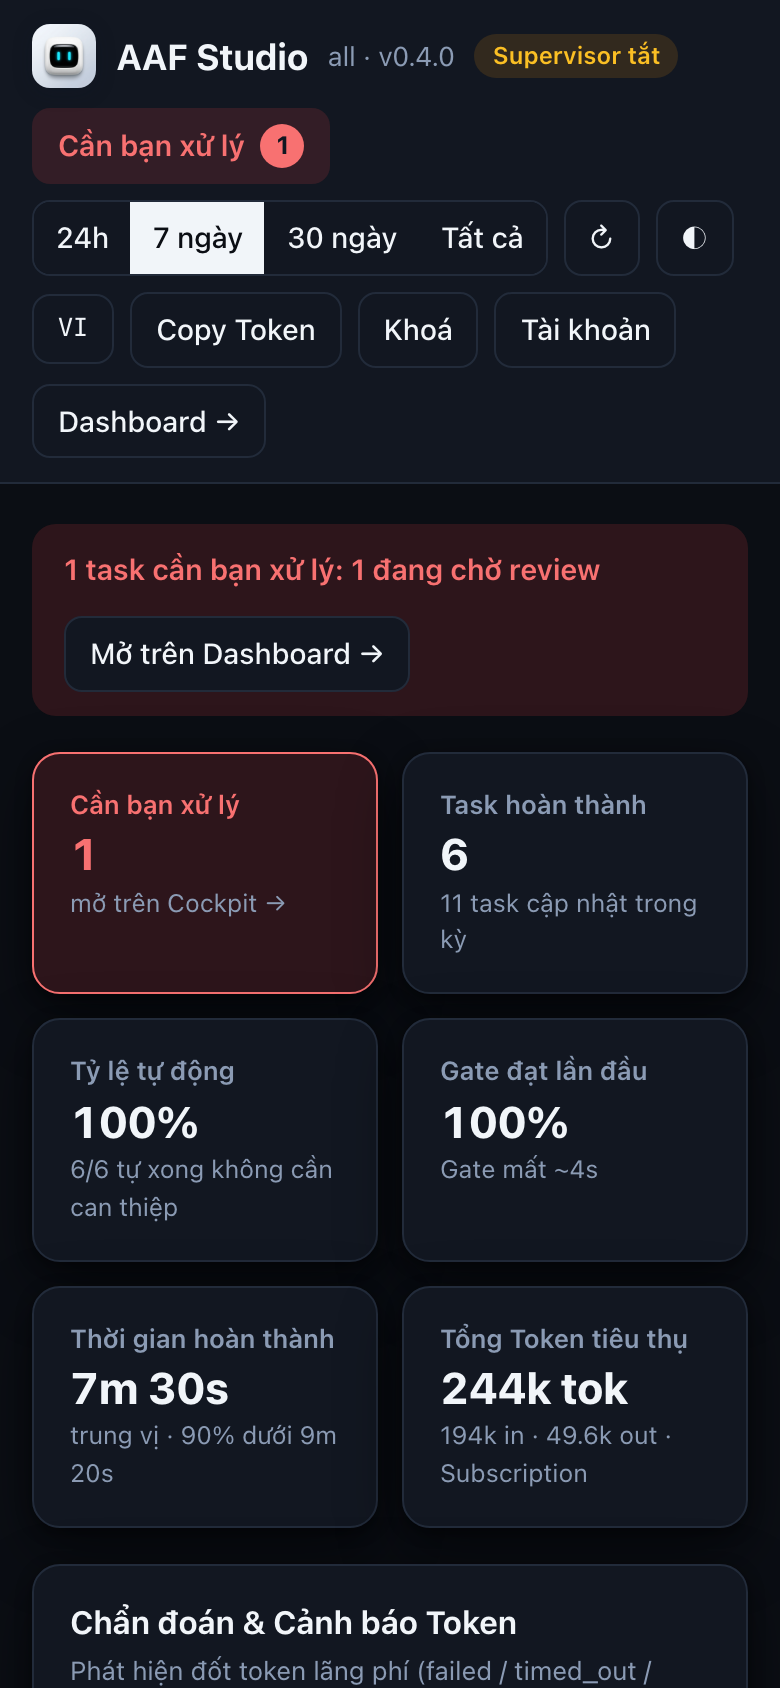 AAF Studio all · v0.4.0 Supervisor tắt
Cần bạn xử lý 1
24h 7 ngày 30 ngày Tất cả ↻ ◐
VI Copy Token Khoá Tài khoản
Dashboard →
1 task cần bạn xử lý: 1 đang chờ review
Mở trên Dashboard →
Cần bạn xử lý
1
mở trên Cockpit →
Task hoàn thành
6
11 task cập nhật trong
kỳ
Tỷ lệ tự động
100%
6/6 tự xong không cần
can thiệp
Gate đạt lần đầu
100%
Gate mất ~4s
Thời gian hoàn thành
7m 30s
trung vị · 90% dưới 9m
20s
Tổng Token tiêu thụ
244k tok
194k in · 49.6k out ·
Subscription
Chẩn đoán & Cảnh báo Token
Phát hiện đốt token lãng phí (failed / timed_out /